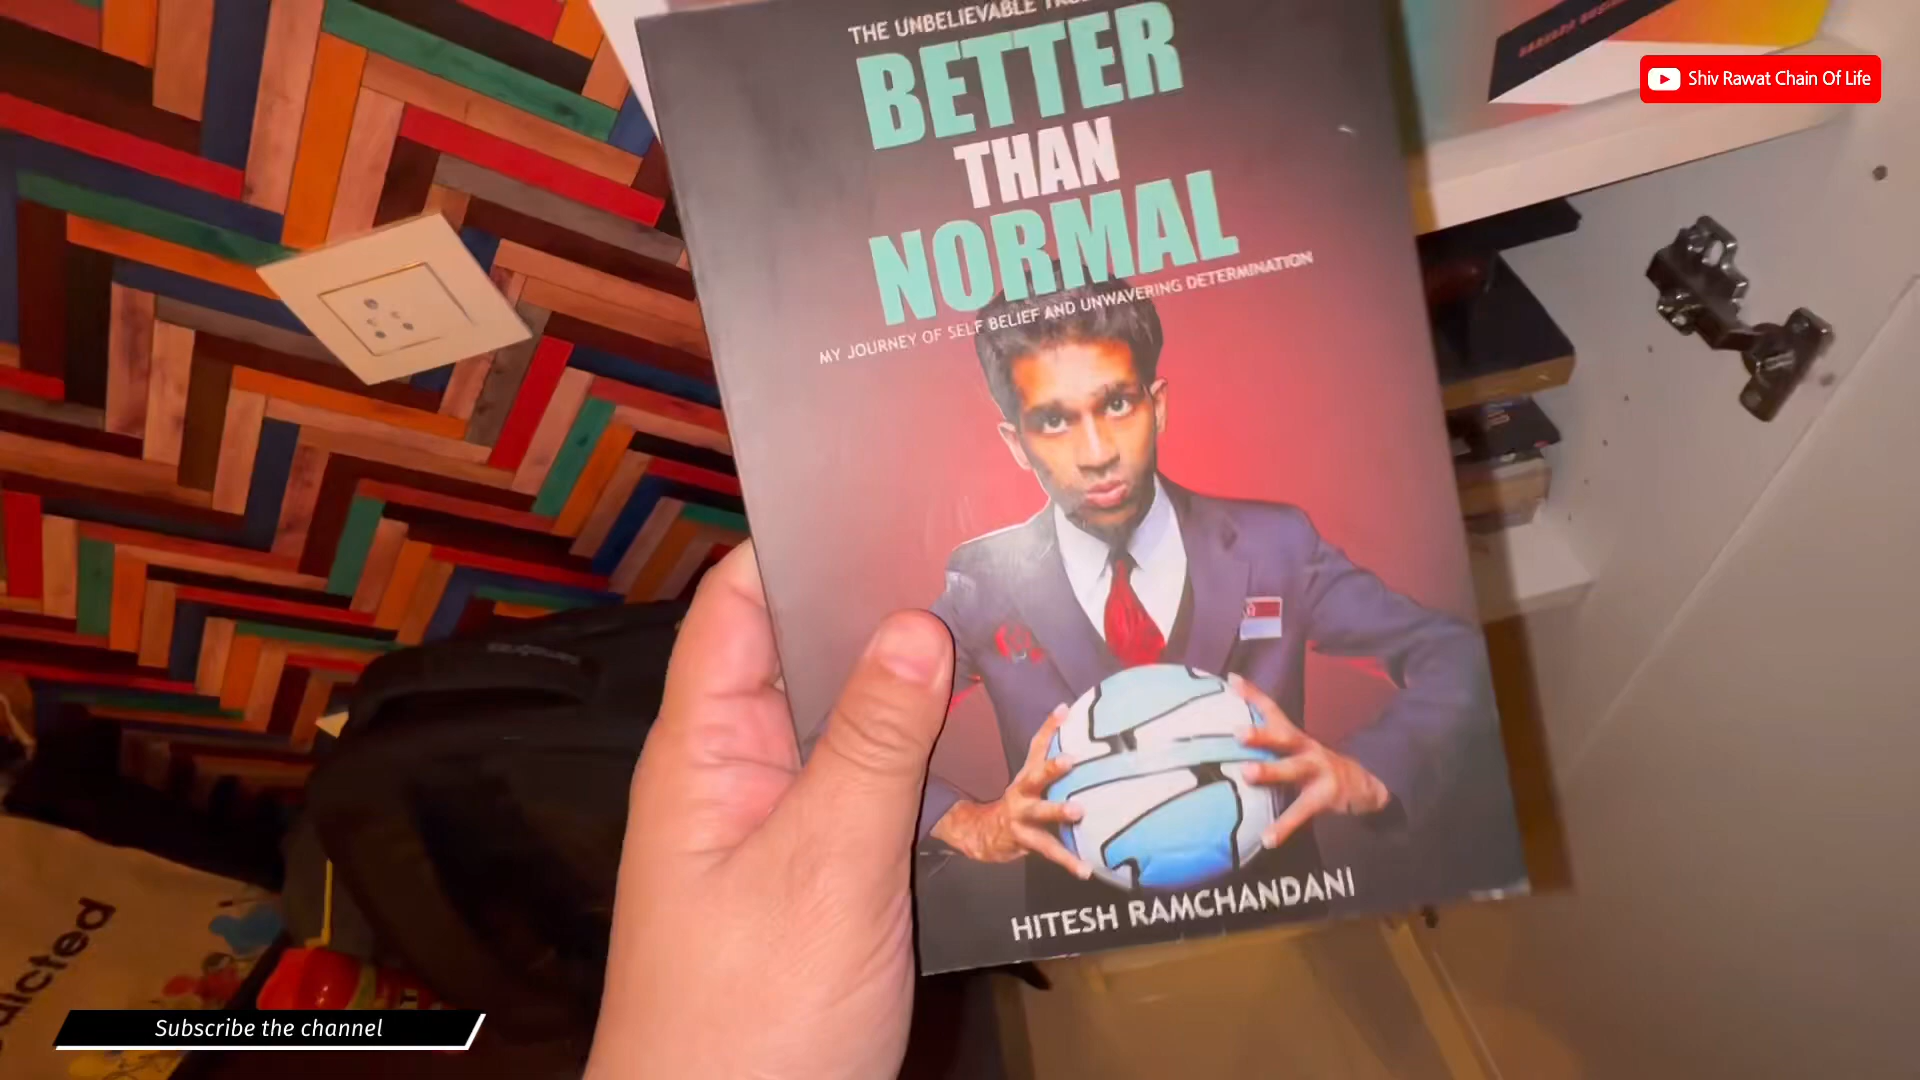 THE UNBELIEVABLE
BETTER
THAN
NORMAL
MY JOURNEY OF SELF BELIEF AND UNWAVERING DETERMINATION
HITESH RAMCHANDANI
Shiv Rawat Chain Of Life
dicted
Subscribe the channel